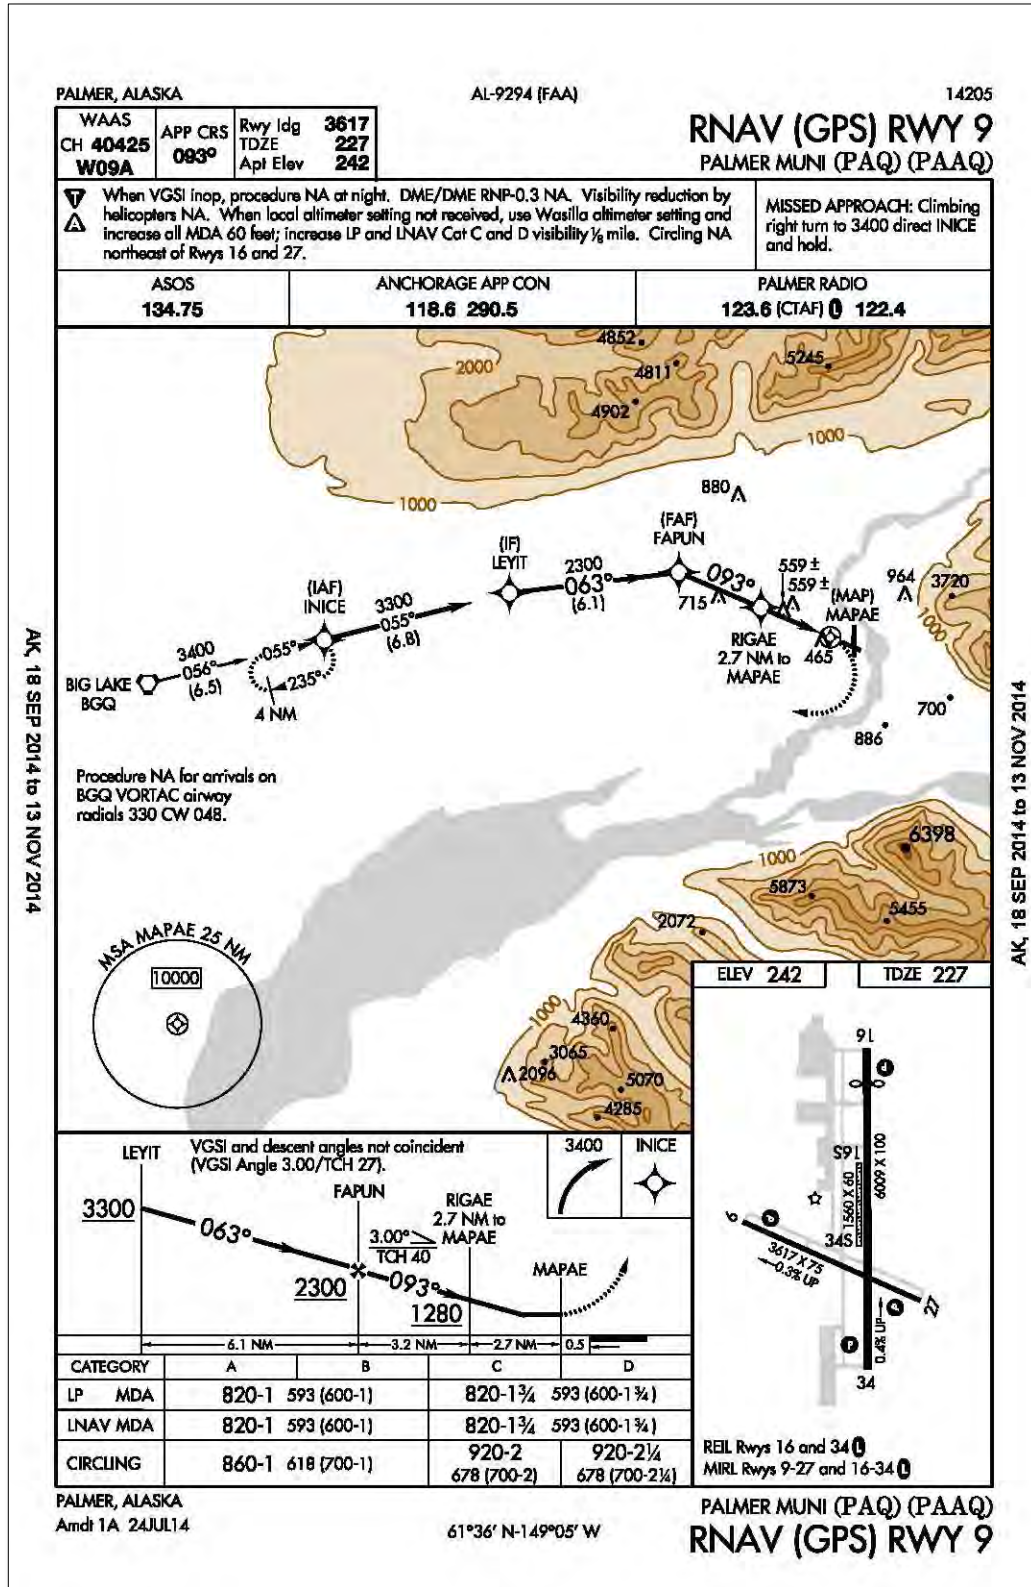 PALMER, ALASKA
AL-9294 (FAA)
14205
WAAS
CH 40425
W09A
APP CRS
093°
Rwy ldg 3617
TDZE 227
Apt Elev 242
RNAV (GPS) RWY 9
PALMER MUNI (PAQ) (PAAQ)
T
A
When VGSI inop, procedure NA at night. DME/DME RNP-0.3 NA. Visibility reduction by
helicopters NA. When local altimeter setting not received, use Wasilla altimeter setting and
increase all MDA 60 feet; increase LP and LNAV Cat C and D visibility ⅛ mile. Circling NA
northeast of Rwys 16 and 27.
MISSED APPROACH: Climbing
right turn to 3400 direct INICE
and hold.
ASOS
134.75
ANCHORAGE APP CON
118.6 290.5
PALMER RADIO
123.6 (CTAF) L 122.4
4852
2000
4811
5245
4902
1000
1000
880
(FAF)
FAPUN
(IF)
LEYIT
2300
063°
(6.1)
093°
559 ±
559 ±
715
964
3720
(MAP)
MAPAE
1000
(IAF)
INICE
3300
055°
(6.8)
RIGAE
2.7 NM to
MAPAE
465
3400
056°
(6.5)
055°
235°
4 NM
BIG LAKE
BGQ
700
886
Procedure NA for arrivals on
BGQ VORTAC airway
radials 330 CW 048.
6398
1000
5873
5455
2072
MSA MAPAE 25 NM
10000
1000
4360
3065
2096
5070
4285
ELEV 242
TDZE 227
16
16S
6009 X 100
1560 X 60
34S
9
3617 X 75
0.3% UP
27
0.4% UP
34
REIL Rwys 16 and 34 L
MIRL Rwys 9-27 and 16-34 L
LEYIT
VGSI and descent angles not coincident
(VGSI Angle 3.00/TCH 27).
3400
INICE
FAPUN
RIGAE
2.7 NM to
MAPAE
3300
063°
3.00°
TCH 40
MAPAE
2300
093°
1280
6.1 NM
3.2 NM
2.7 NM
0.5
CATEGORY A B C D
LP MDA 820-1 593 (600-1) 820-1¾ 593 (600-1¾)
LNAV MDA 820-1 593 (600-1) 820-1¾ 593 (600-1¾)
CIRCLING 860-1 618 (700-1) 920-2 678 (700-2) 920-2¼ 678 (700-2¼)
PALMER, ALASKA
Amdt 1A 24JUL14
61°36' N-149°05' W
PALMER MUNI (PAQ) (PAAQ)
RNAV (GPS) RWY 9
AK, 18 SEP 2014 to 13 NOV 2014
AK, 18 SEP 2014 to 13 NOV 2014